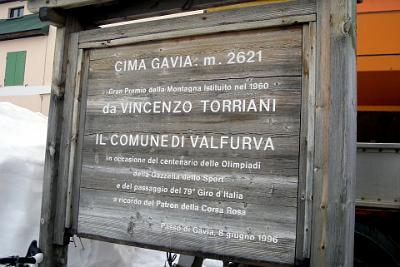 CIMA GAVIA: m. 2621
Gran Premio della Montagna Istituito nel 1960
da VINCENZO TORRIANI
IL COMUNE DI VALFURVA
in occasione del centenario delle Olimpiadi
della Gazzetta dello Sport
e del passaggio del 79° Giro d'Italia
a ricordo del Patron della Corsa Rosa
Passo di Gavia, 8 giugno 1996